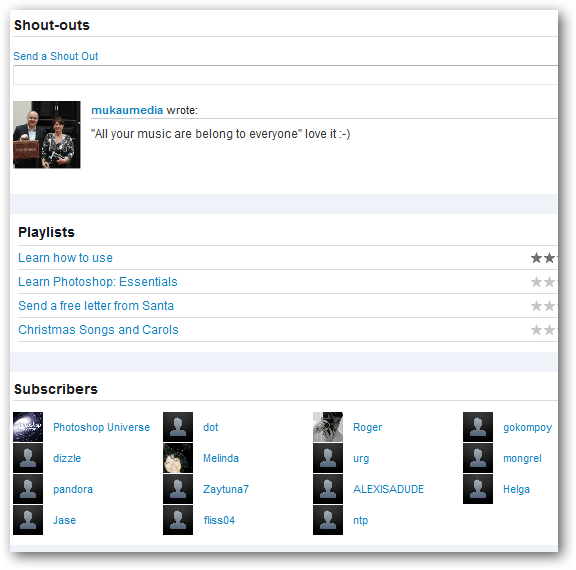 Shout-outs
Send a Shout Out
mukaumedia wrote:
"All your music are belong to everyone" love it :-)
Playlists
Learn how to use
Learn Photoshop: Essentials
Send a free letter from Santa
Christmas Songs and Carols
Subscribers
Photoshop Universe dot Roger gokompoy
dizzle Melinda urg mongrel
pandora Zaytuna7 ALEXISADUDE Helga
Jase fliss04 ntp